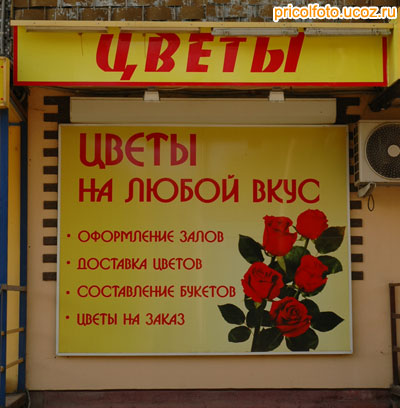 pricolfoto.ucoz.ru
ЦВЕТЫ
ЦВЕТЫ
НА ЛЮБОЙ ВКУС
• ОФОРМЛЕНИЕ ЗАЛОВ
• ДОСТАВКА ЦВЕТОВ
• СОСТАВЛЕНИЕ БУКЕТОВ
• ЦВЕТЫ НА ЗАКАЗ